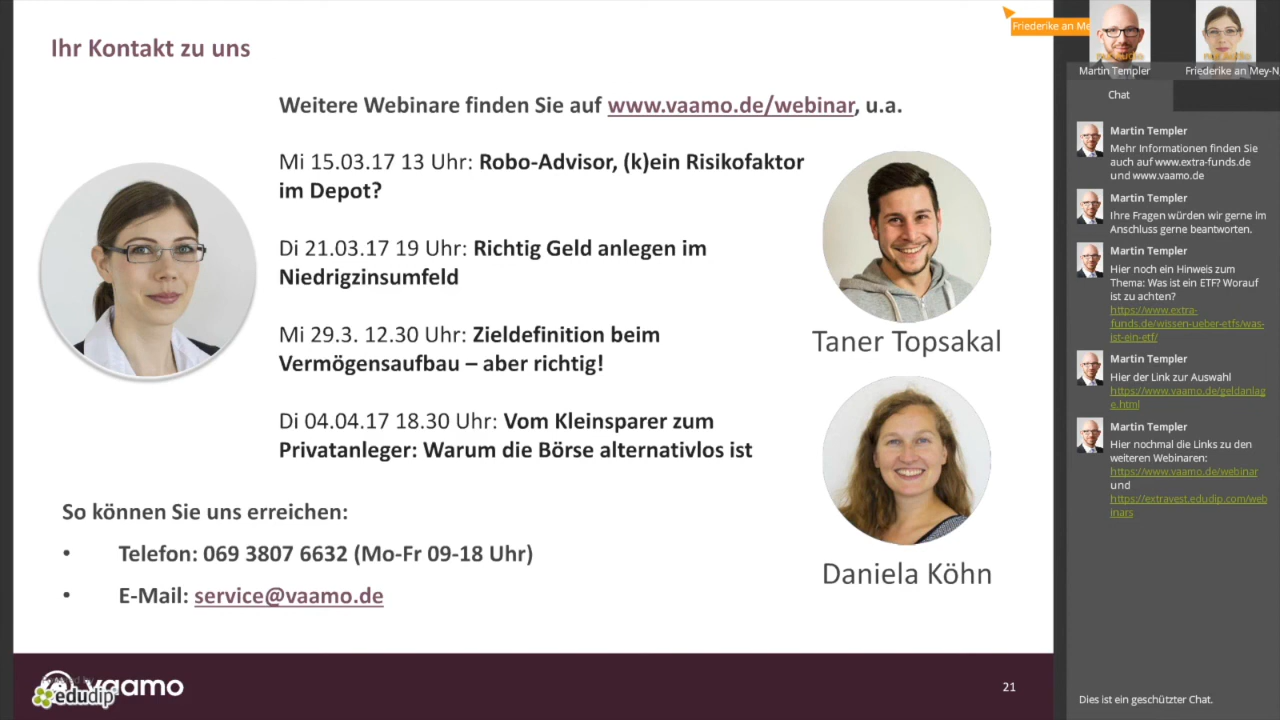 Ihr Kontakt zu uns
Weitere Webinare finden Sie auf www.vaamo.de/webinar, u.a.
Mi 15.03.17 13 Uhr: Robo-Advisor, (k)ein Risikofaktor
im Depot?
Di 21.03.17 19 Uhr: Richtig Geld anlegen im
Niedrigzinsumfeld
Mi 29.3. 12.30 Uhr: Zieldefinition beim
Vermögensaufbau – aber richtig!
Di 04.04.17 18.30 Uhr: Vom Kleinsparer zum
Privatanleger: Warum die Börse alternativlos ist
Taner Topsakal
Daniela Köhn
So können Sie uns erreichen:
• Telefon: 069 3807 6632 (Mo-Fr 09-18 Uhr)
• E-Mail: service@vaamo.de
vaamo
edudip
21
Friederike an Me
Martin Templer
Friederike an Mey-N
Chat
Martin Templer
Mehr Informationen finden Sie
auch auf www.extra-funds.de
und www.vaamo.de
Martin Templer
Ihre Fragen würden wir gerne im
Anschluss gerne beantworten.
Martin Templer
Hier noch ein Hinweis zum
Thema: Was ist ein ETF? Worauf
ist zu achten?
https://www.extra-
funds.de/wissen-ueber-etfs/was-
ist-ein-etf/
Martin Templer
Hier der Link zur Auswahl
https://www.vaamo.de/geldanlag
e.html
Martin Templer
Hier nochmal die Links zu den
weiteren Webinaren:
https://www.vaamo.de/webinar
und
https://extravest.edudip.com/web
inars
Dies ist ein geschützter Chat.